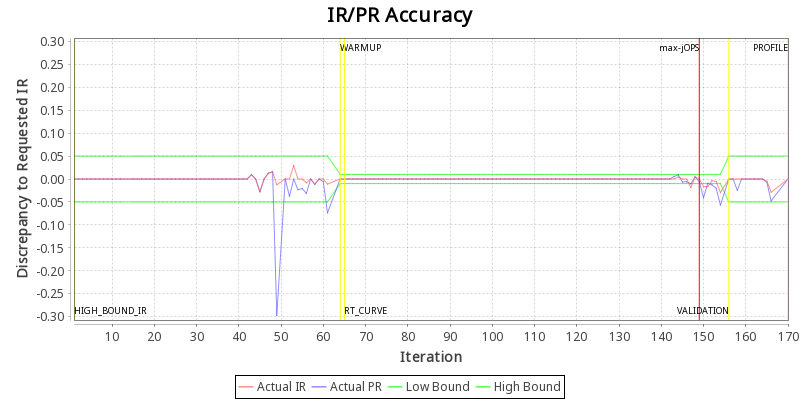 IR/PR Accuracy
Discrepancy to Requested IR
0.30
0.25
0.20
0.15
0.10
0.05
0.00
-0.05
-0.10
-0.15
-0.20
-0.25
-0.30
WARMUP
max-jOPS
PROFILE
HIGH_BOUND_IR
RT_CURVE
VALIDATION
10 20 30 40 50 60 70 80 90 100 110 120 130 140 150 160 170
Iteration
Actual IR Actual PR Low Bound High Bound